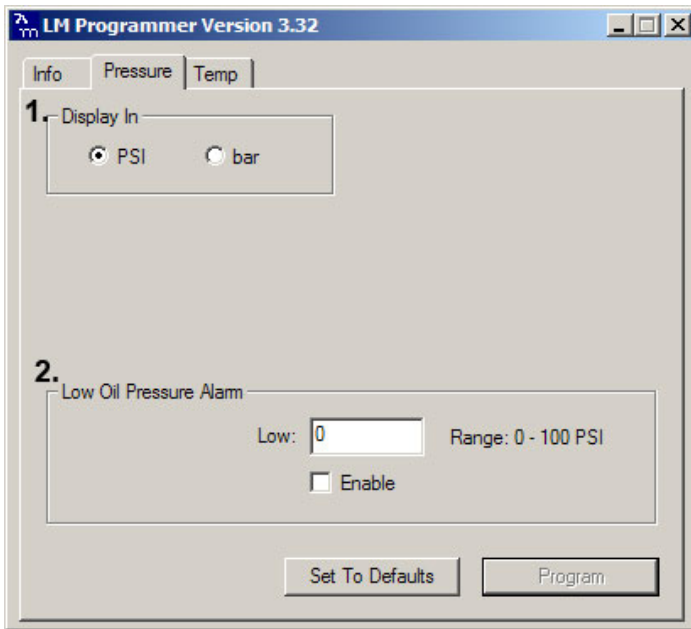 LM Programmer Version 3.32
Info Pressure Temp
1. Display In
PSI bar
2.
Low Oil Pressure Alarm
Low: 0 Range: 0 - 100 PSI
Enable
Set To Defaults Program